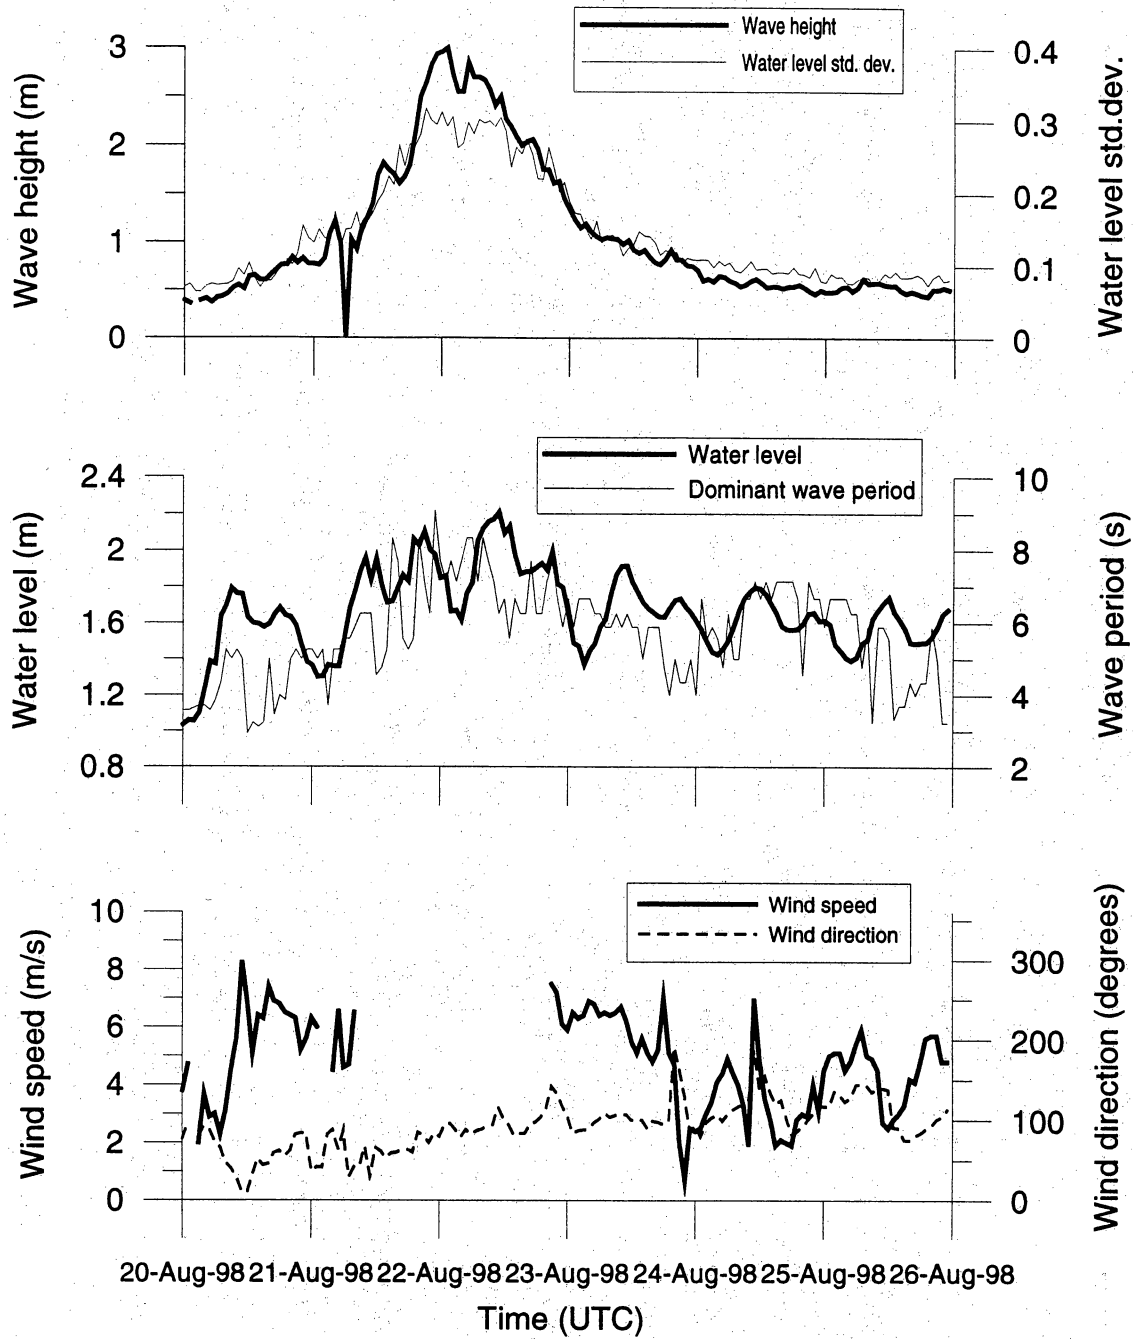 Wave height
Water level std. dev.
Wave height (m)
3
2
1
0
0.4
0.3
0.2
0.1
0
Water level std.dev.
Water level
Dominant wave period
Water level (m)
2.4
2
1.6
1.2
0.8
10
8
6
4
2
Wave period (s)
Wind speed
Wind direction
Wind speed (m/s)
10
8
6
4
2
0
300
200
100
0
Wind direction (degrees)
20-Aug-98 21-Aug-98 22-Aug-98 23-Aug-98 24-Aug-98 25-Aug-98 26-Aug-98
Time (UTC)